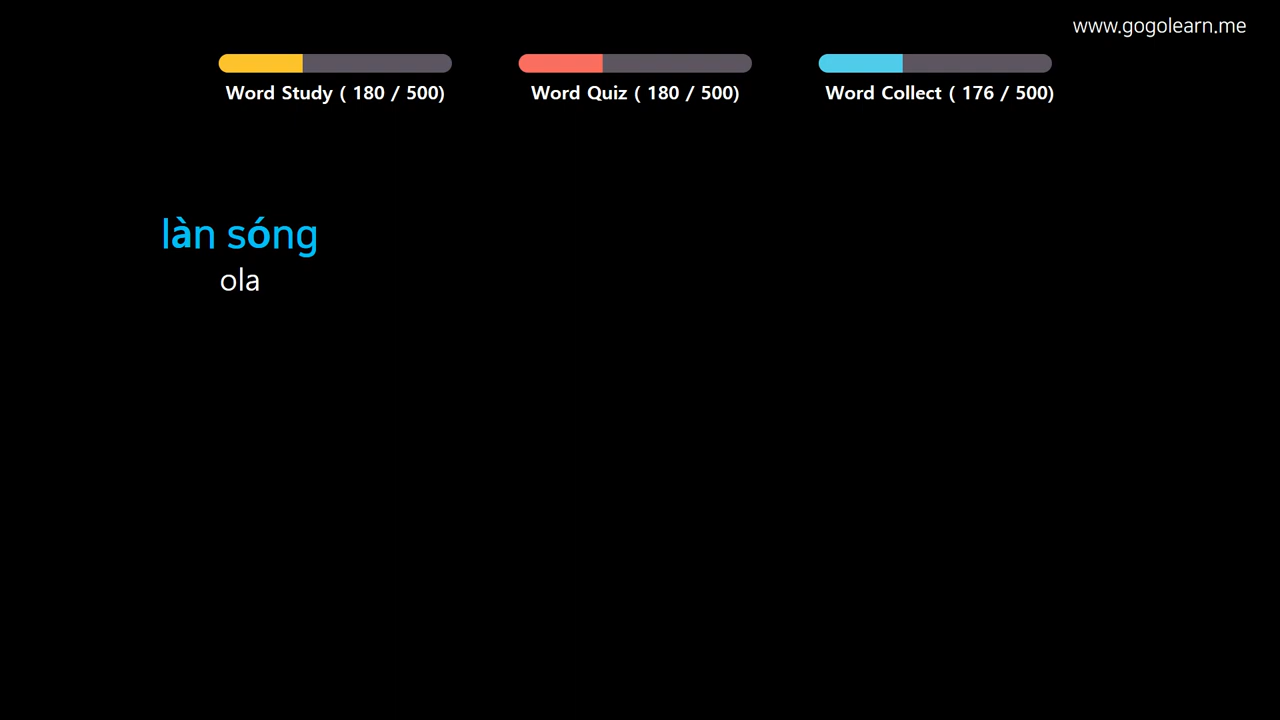 www.gogolearn.me
Word Study ( 180 / 500)
Word Quiz ( 180 / 500)
Word Collect ( 176 / 500)
làn sóng
ola